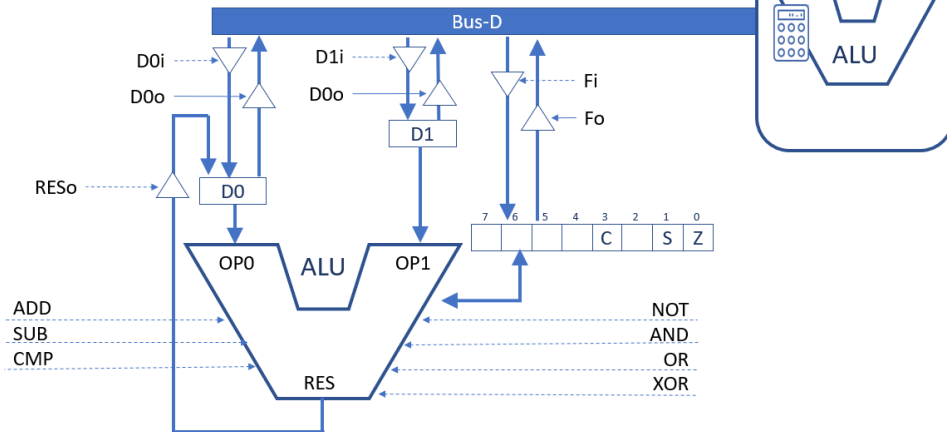 Bus-D
ALU
D0i
D0o
D1i
D0o
Fi
Fo
D1
RESo
D0
7 6 5 4 3 2 1 0
C S Z
OP0
ALU
OP1
ADD
SUB
CMP
NOT
AND
OR
XOR
RES